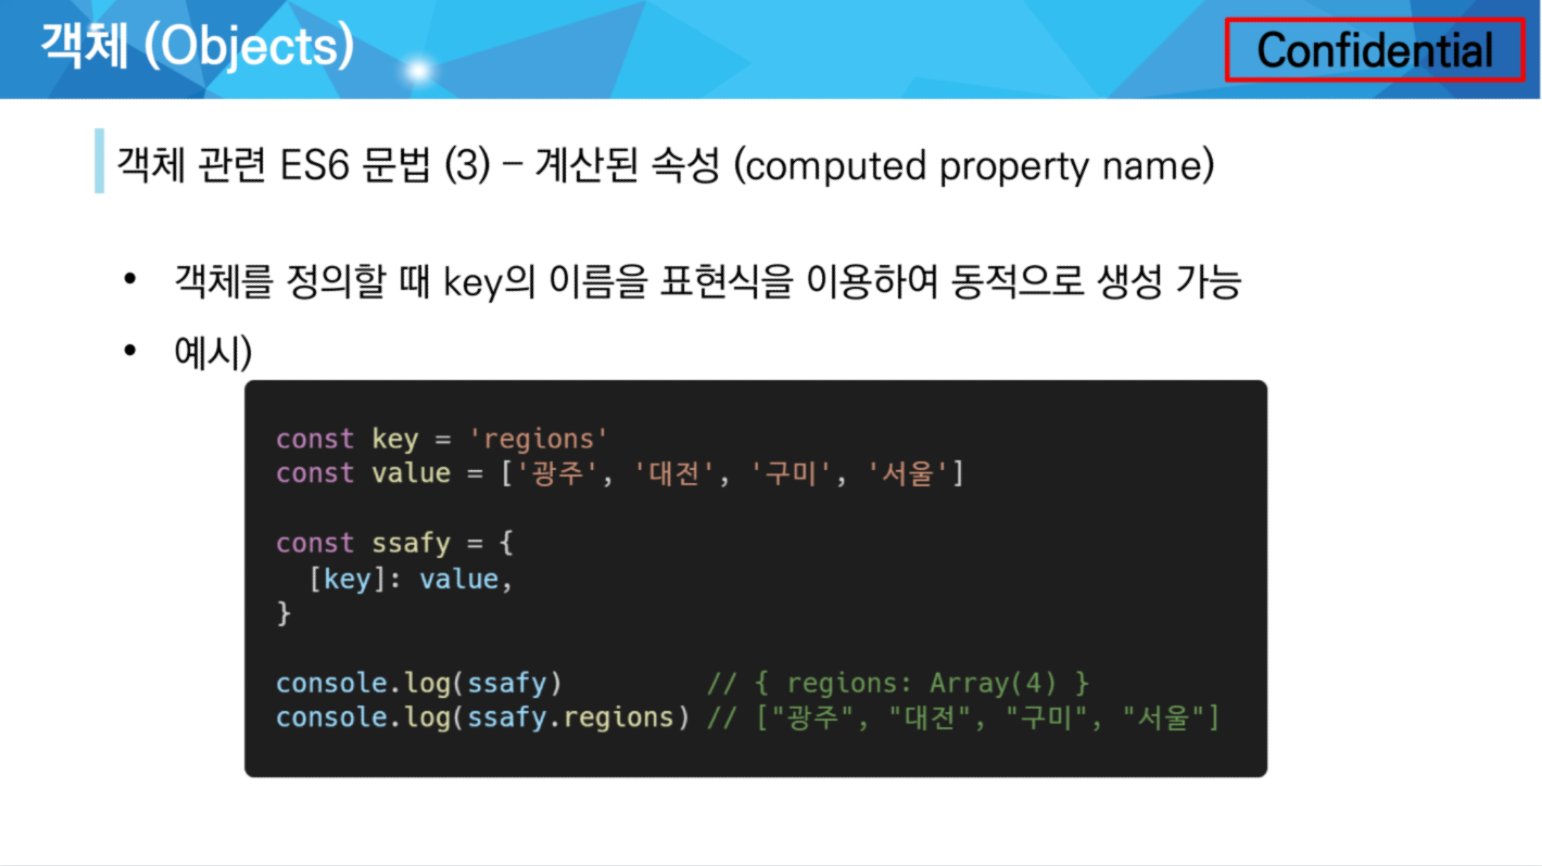 객체 (Objects)
Confidential
객체 관련 ES6 문법 (3) – 계산된 속성 (computed property name)
• 객체를 정의할 때 key의 이름을 표현식을 이용하여 동적으로 생성 가능
• 예시)
const key = 'regions'
const value = ['광주', '대전', '구미', '서울']
const ssafy = {
  [key]: value,
}
console.log(ssafy)         // { regions: Array(4) }
console.log(ssafy.regions) // ["광주", "대전", "구미", "서울"]